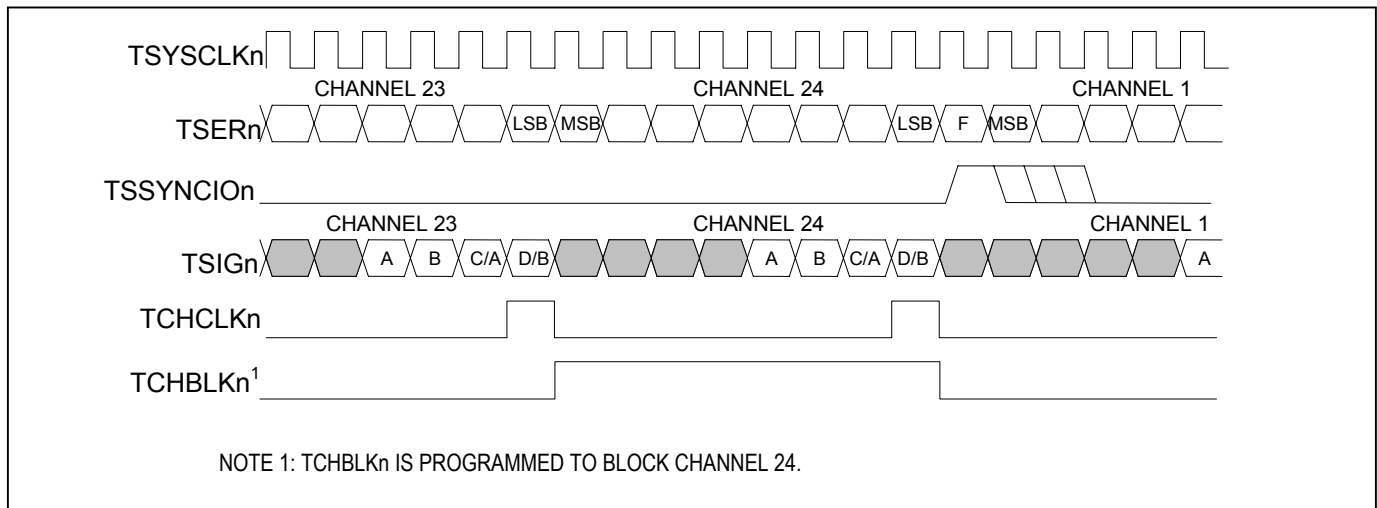 TSYSCLKn
CHANNEL 23 CHANNEL 24 CHANNEL 1
TSERn LSB MSB LSB F MSB
TSSYNCIOn
CHANNEL 23 CHANNEL 24 CHANNEL 1
TSIGn A B C/A D/B A B C/A D/B A
TCHCLKn
TCHBLKn¹
NOTE 1: TCHBLKn IS PROGRAMMED TO BLOCK CHANNEL 24.